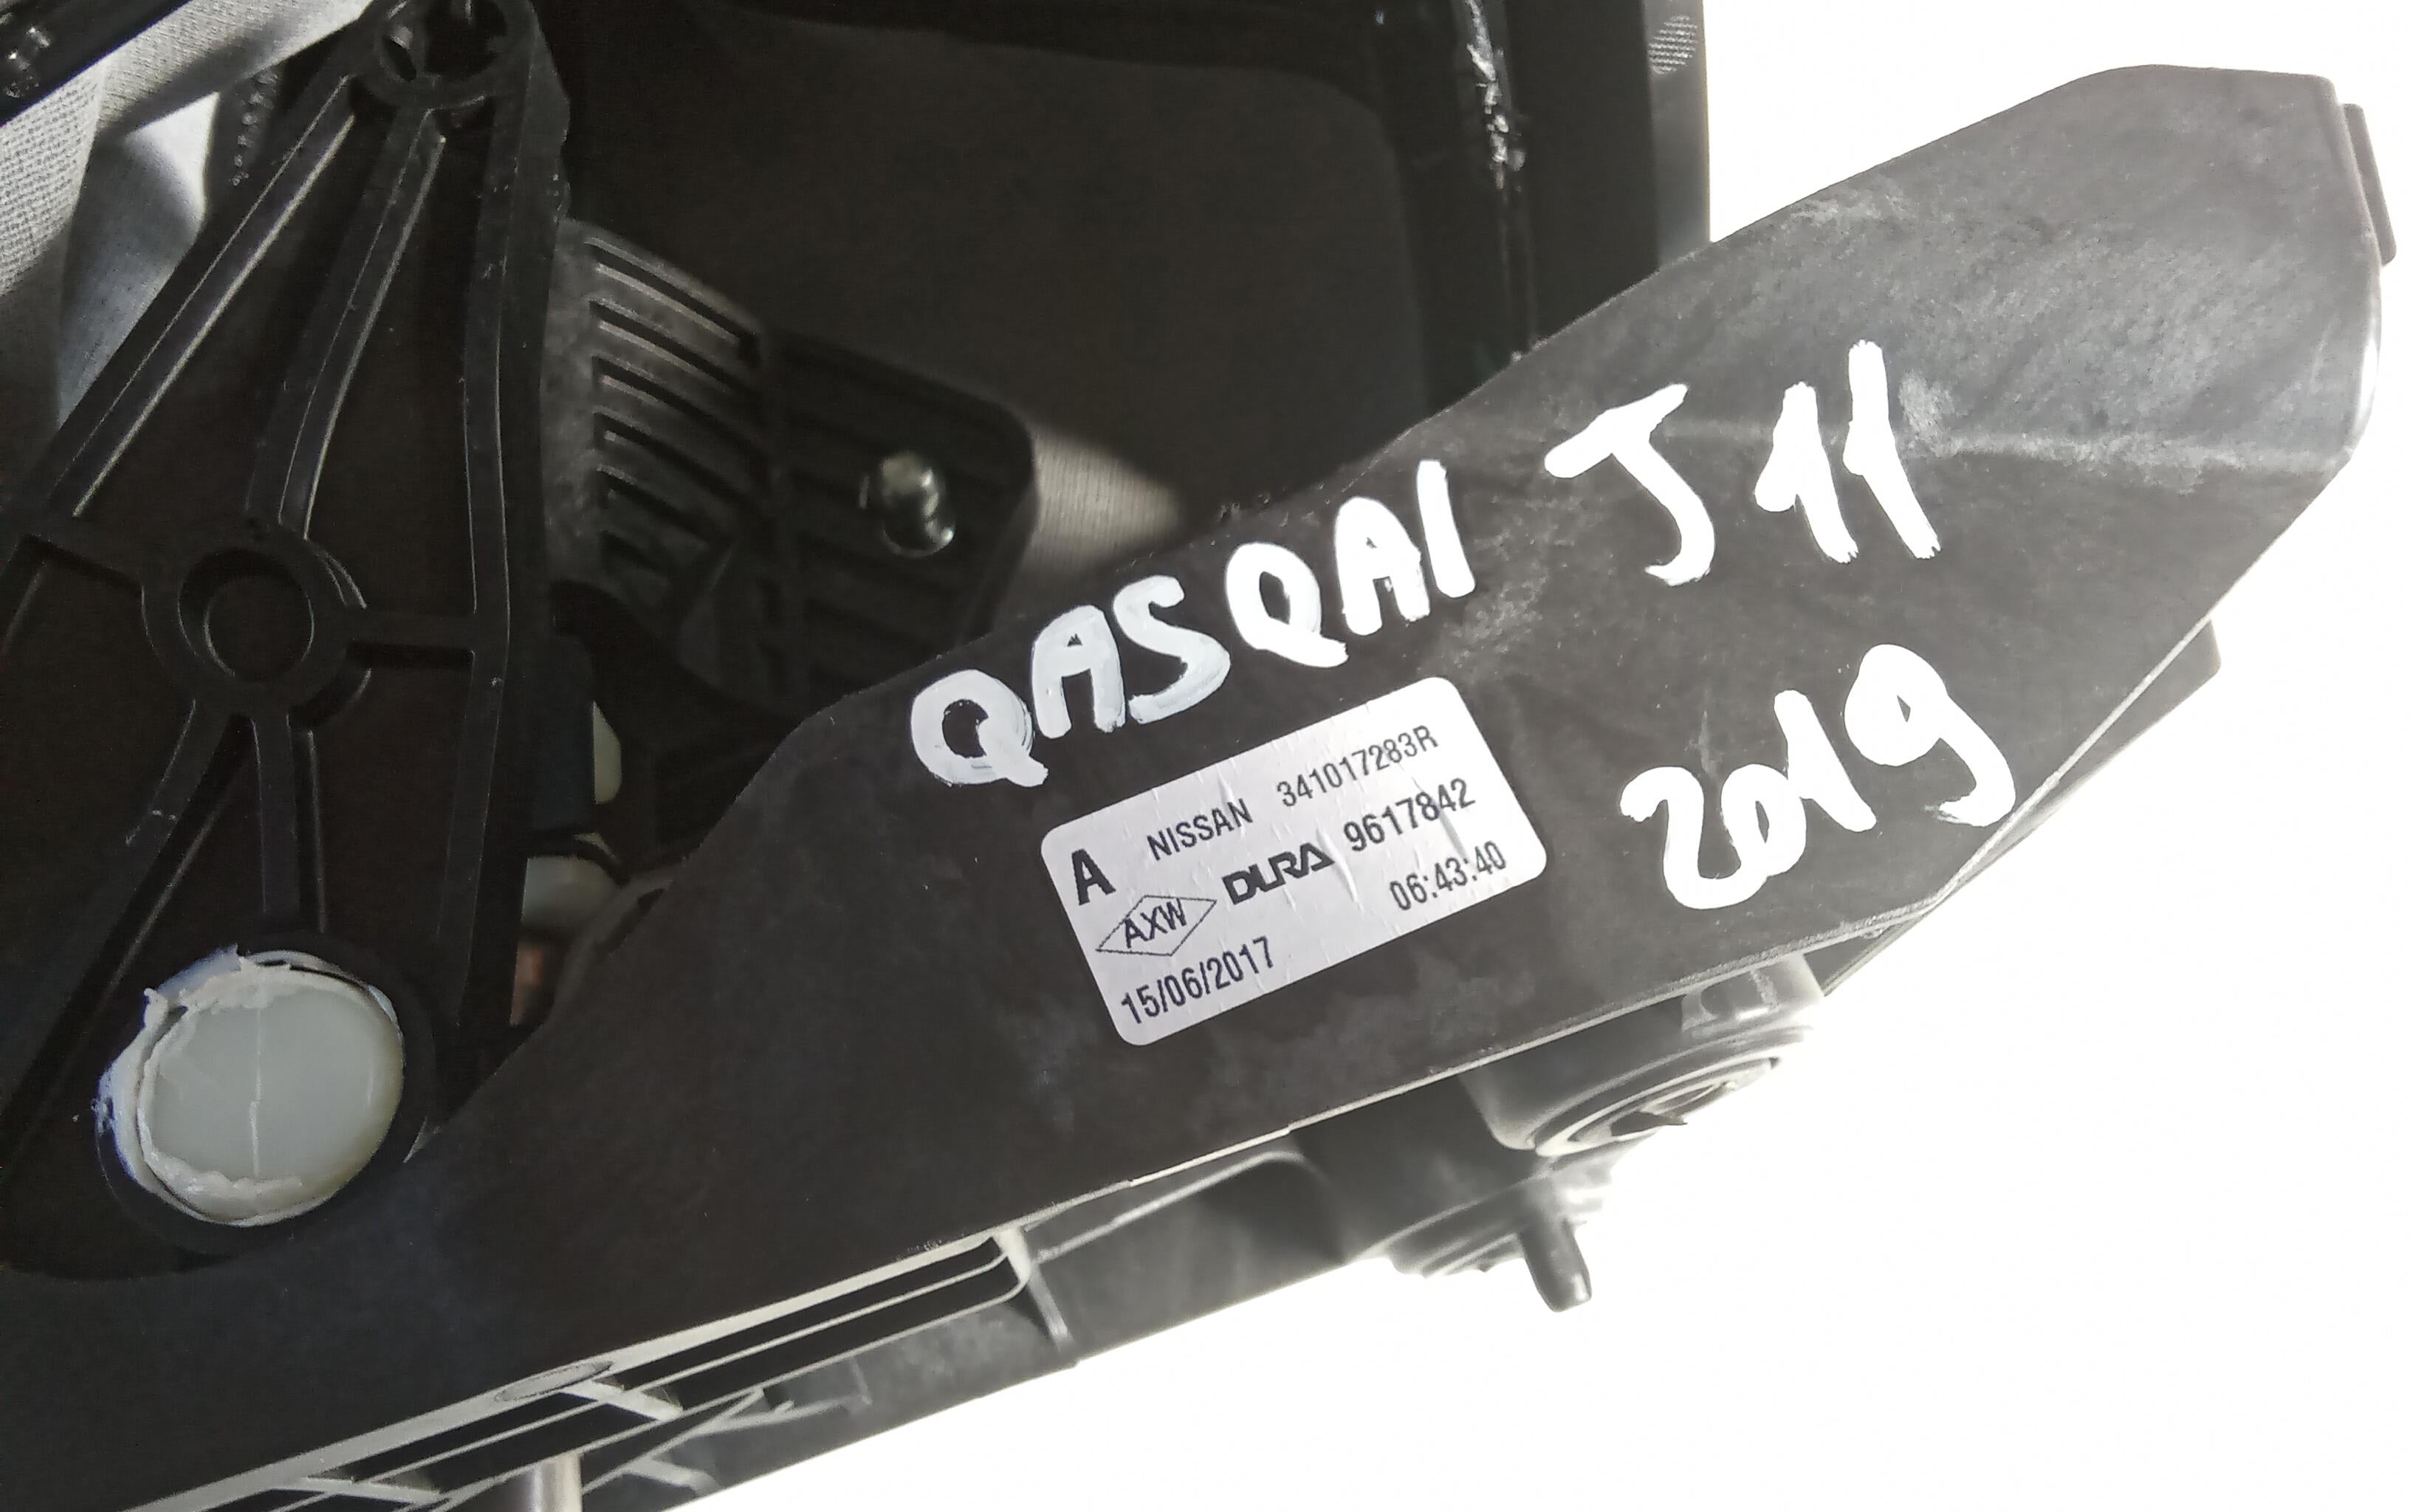 QASQAI J11
2019
A NISSAN 341017283R
AXW DURA 9617842
15/06/2017 06:43:40